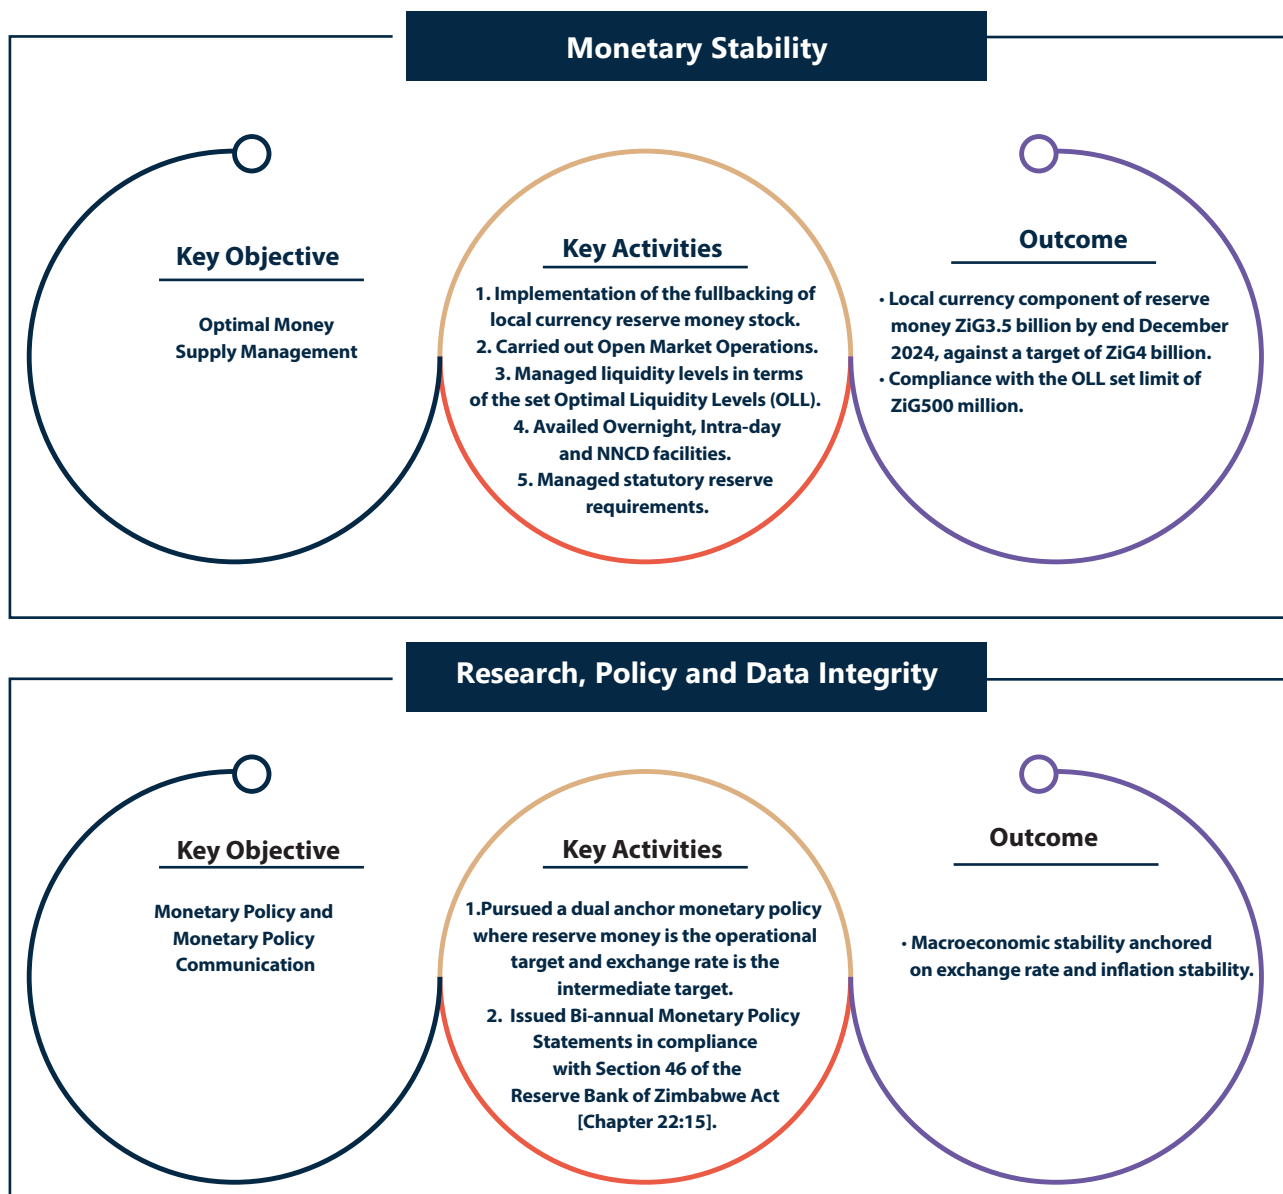 Monetary Stability
Key Objective
Optimal Money
Supply Management
Key Activities
1. Implementation of the fullbacking of
local currency reserve money stock.
2. Carried out Open Market Operations.
3. Managed liquidity levels in terms
of the set Optimal Liquidity Levels (OLL).
4. Availed Overnight, Intra-day
and NNCD facilities.
5. Managed statutory reserve
requirements.
Outcome
• Local currency component of reserve
money ZiG3.5 billion by end December
2024, against a target of ZiG4 billion.
• Compliance with the OLL set limit of
ZiG500 million.
Research, Policy and Data Integrity
Key Objective
Monetary Policy and
Monetary Policy
Communication
Key Activities
1.Pursued a dual anchor monetary policy
where reserve money is the operational
target and exchange rate is the
intermediate target.
2. Issued Bi-annual Monetary Policy
Statements in compliance
with Section 46 of the
Reserve Bank of Zimbabwe Act
[Chapter 22:15].
Outcome
• Macroeconomic stability anchored
on exchange rate and inflation stability.